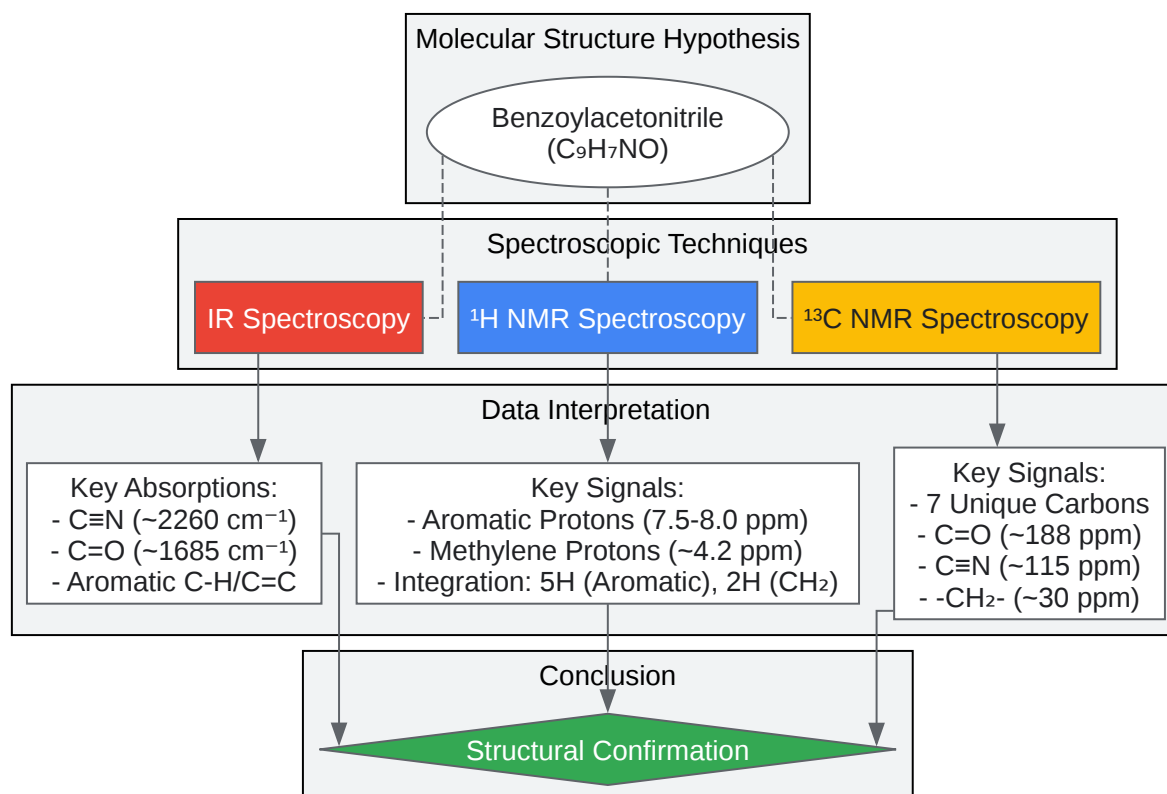 Molecular Structure Hypothesis
Benzoylacetonitrile
(C₉H₇NO)
Spectroscopic Techniques
IR Spectroscopy
¹H NMR Spectroscopy
¹³C NMR Spectroscopy
Data Interpretation
Key Absorptions:
- C≡N (~2260 cm⁻¹)
- C=O (~1685 cm⁻¹)
- Aromatic C-H/C=C
Key Signals:
- Aromatic Protons (7.5-8.0 ppm)
- Methylene Protons (~4.2 ppm)
- Integration: 5H (Aromatic), 2H (CH₂)
Key Signals:
- 7 Unique Carbons
- C=O (~188 ppm)
- C≡N (~115 ppm)
- -CH₂- (~30 ppm)
Conclusion
Structural Confirmation